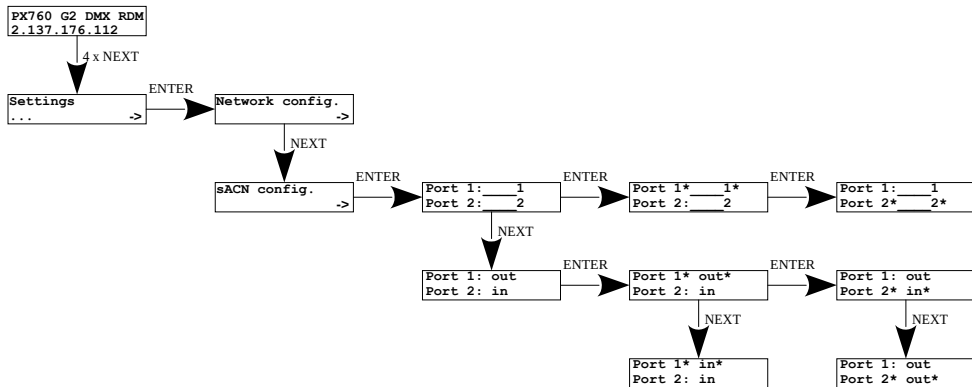 PX760 G2 DMX RDM
2.137.176.112
4 x NEXT
Settings
... ->
ENTER
Network config.
->
NEXT
sACN config.
->
ENTER
Port 1:____1
Port 2:____2
ENTER
Port 1*____1*
Port 2:____2
ENTER
Port 1:____1
Port 2*____2*
NEXT
Port 1: out
Port 2: in
ENTER
Port 1* out*
Port 2: in
ENTER
Port 1: out
Port 2* in*
NEXT
NEXT
Port 1* in*
Port 2: in
Port 1: out
Port 2* out*